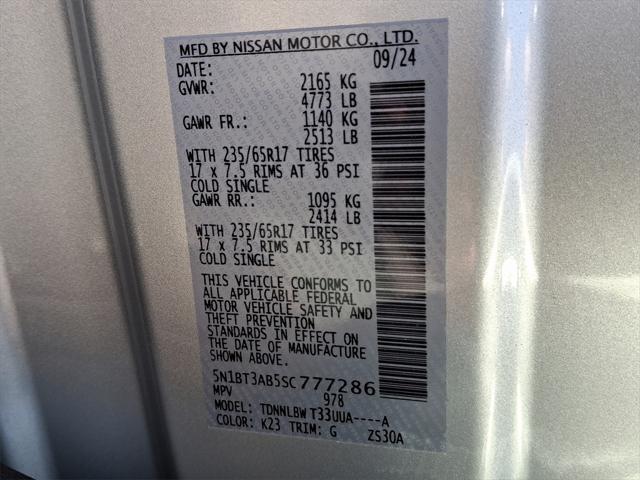 MFD BY NISSAN MOTOR CO., LTD.
DATE: 09/24
GVWR: 2165 KG
4773 LB
GAWR FR.: 1140 KG
2513 LB
WITH 235/65R17 TIRES
17 x 7.5 RIMS AT 36 PSI
COLD SINGLE
GAWR RR.: 1095 KG
2414 LB
WITH 235/65R17 TIRES
17 x 7.5 RIMS AT 33 PSI
COLD SINGLE
THIS VEHICLE CONFORMS TO
ALL APPLICABLE FEDERAL
MOTOR VEHICLE SAFETY AND
THEFT PREVENTION
STANDARDS IN EFFECT ON
THE DATE OF MANUFACTURE
SHOWN ABOVE.
5N1BT3AB5SC777286
MPV 978
MODEL: TDNNLBW T33UUA----A
COLOR: K23 TRIM: G ZS30A